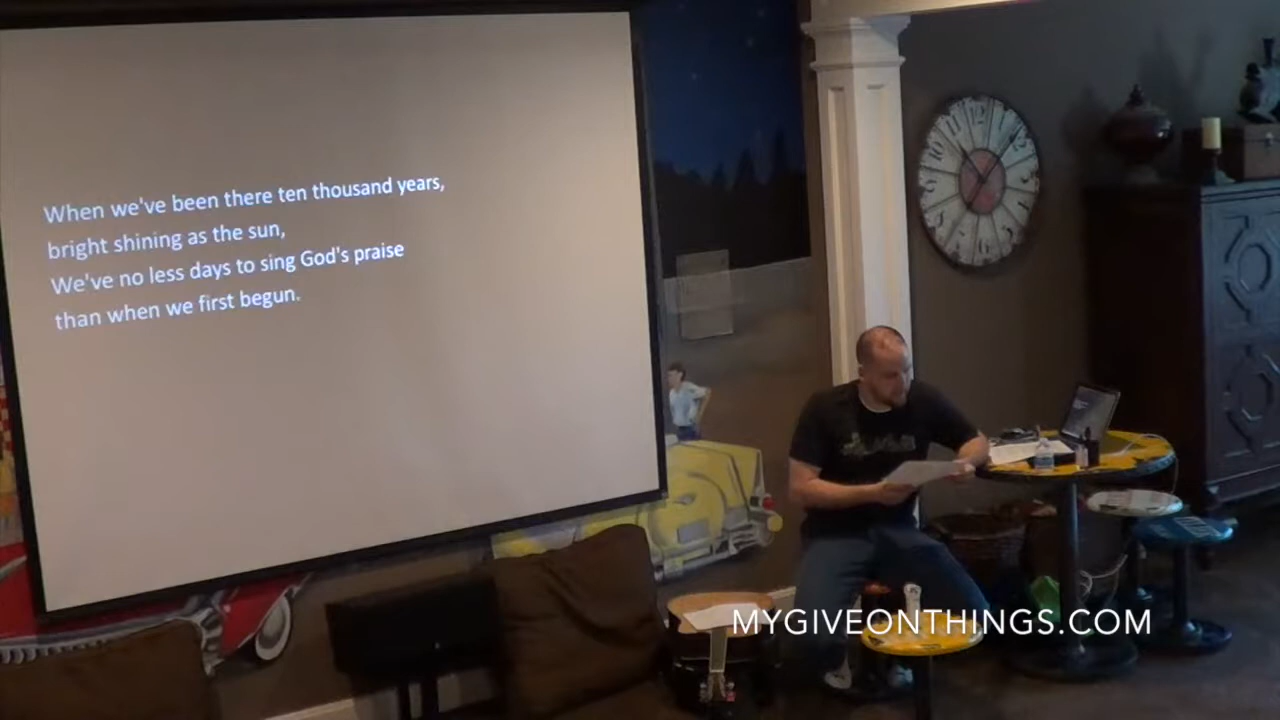 When we've been there ten thousand years,
bright shining as the sun,
We've no less days to sing God's praise
than when we first begun.
MYGIVEONTHINGS.COM